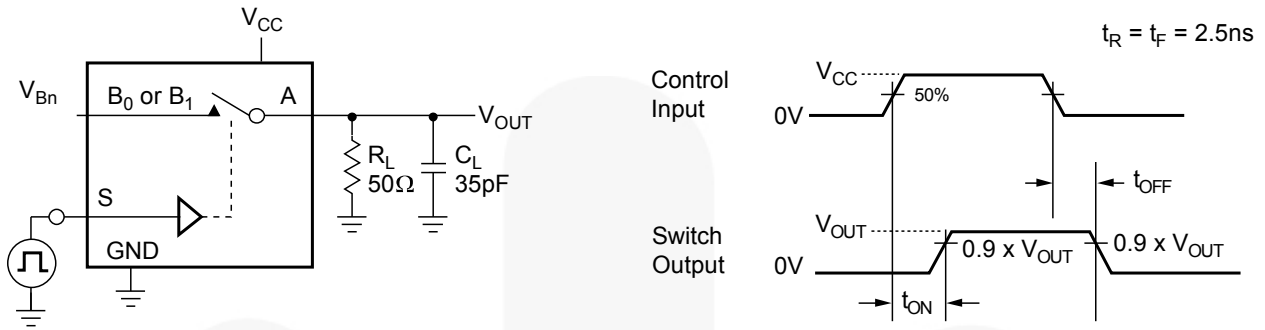 V_CC
V_Bn
B_0 or B_1
A
V_OUT
R_L
50Ω
C_L
35pF
S
GND
t_R = t_F = 2.5ns
Control
Input
V_CC
50%
0V
t_OFF
Switch
Output
V_OUT
0.9 x V_OUT
0.9 x V_OUT
0V
t_ON